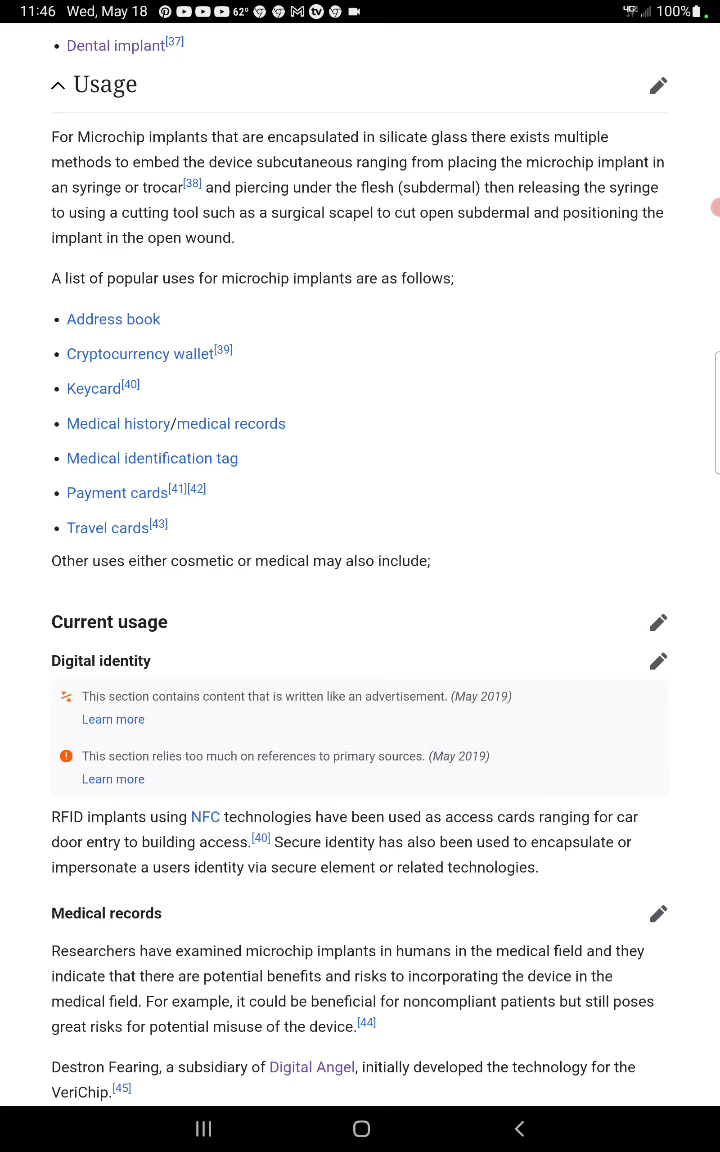 11:46 Wed, May 18 62° tv 4G 100%
• Dental implant[37]
Usage
For Microchip implants that are encapsulated in silicate glass there exists multiple
methods to embed the device subcutaneous ranging from placing the microchip implant in
an syringe or trocar[38] and piercing under the flesh (subdermal) then releasing the syringe
to using a cutting tool such as a surgical scapel to cut open subdermal and positioning the
implant in the open wound.
A list of popular uses for microchip implants are as follows;
• Address book
• Cryptocurrency wallet[39]
• Keycard[40]
• Medical history/medical records
• Medical identification tag
• Payment cards[41][42]
• Travel cards[43]
Other uses either cosmetic or medical may also include;
Current usage
Digital identity
This section contains content that is written like an advertisement. (May 2019)
Learn more
This section relies too much on references to primary sources. (May 2019)
Learn more
RFID implants using NFC technologies have been used as access cards ranging for car
door entry to building access.[40] Secure identity has also been used to encapsulate or
impersonate a users identity via secure element or related technologies.
Medical records
Researchers have examined microchip implants in humans in the medical field and they
indicate that there are potential benefits and risks to incorporating the device in the
medical field. For example, it could be beneficial for noncompliant patients but still poses
great risks for potential misuse of the device.[44]
Destron Fearing, a subsidiary of Digital Angel, initially developed the technology for the
VeriChip.[45]